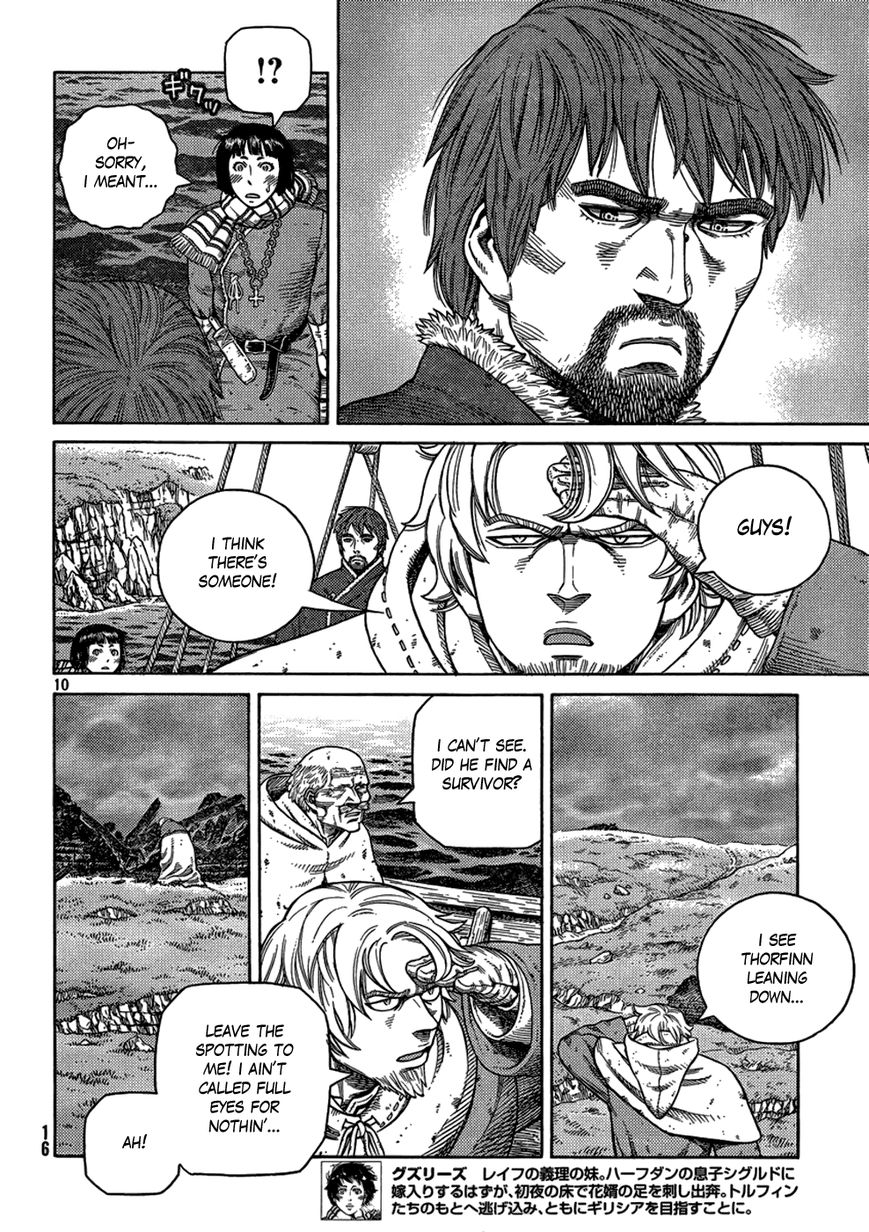 !?
ギクッ
OH-
SORRY,
I MEANT...
GUYS!
I THINK
THERE'S
SOMEONE!
10
I SEE
THORFINN
LEANING
DOWN...
I CAN'T SEE.
DID HE FIND A
SURVIVOR?
LEAVE THE
SPOTTING
TO ME! I AIN'T
CALLED FULL
EYES FOR
NOTHIN'...
AH!
16
グズリーズ レイフの義理の妹。ハーフダンの息子シグルドに
嫁入りするはずが、初夜の床で花婿の足を刺し出奔。トルフィン
たちのもとへ逃げ込み、ともにギリシアを目指すことに。